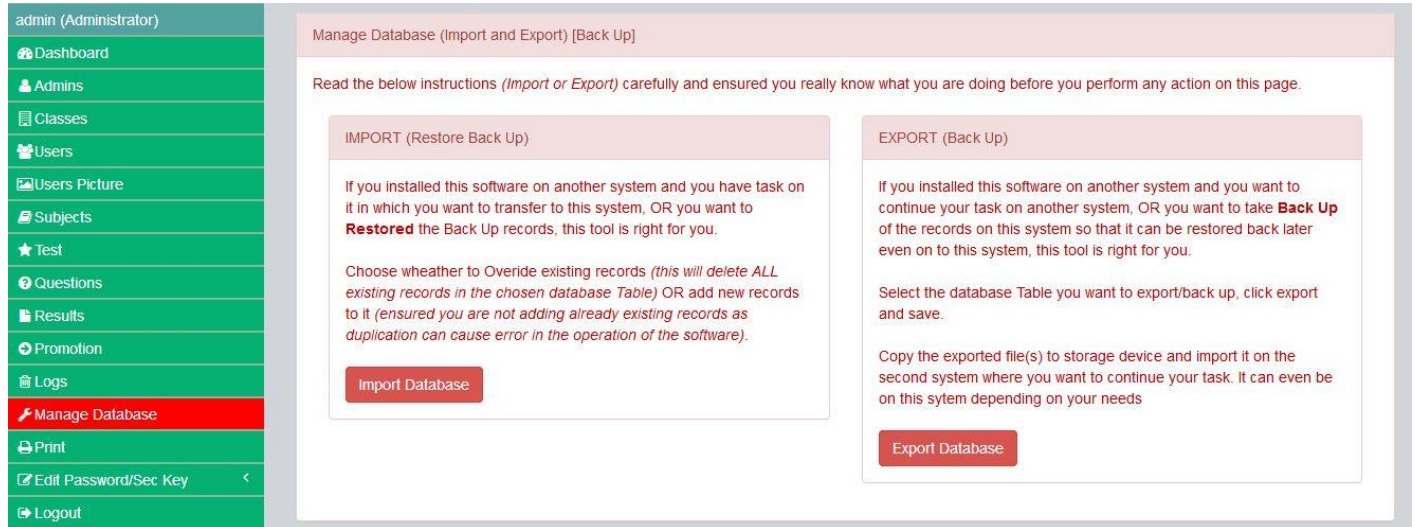 admin (Administrator)
Dashboard
Admins
Classes
Users
Users Picture
Subjects
Test
Questions
Results
Promotion
Logs
Manage Database
Print
Edit Password/Sec Key
Logout
Manage Database (Import and Export) [Back Up]
Read the below instructions (Import or Export) carefully and ensured you really know what you are doing before you perform any action on this page.
IMPORT (Restore Back Up)
If you installed this software on another system and you have task on
it in which you want to transfer to this system, OR you want to
Restored the Back Up records, this tool is right for you.
Choose wheather to Overide existing records (this will delete ALL
existing records in the chosen database Table) OR add new records
to it (ensured you are not adding already existing records as
duplication can cause error in the operation of the software).
Import Database
EXPORT (Back Up)
If you installed this software on another system and you want to
continue your task on another system, OR you want to take Back Up
of the records on this system so that it can be restored back later
even on to this system, this tool is right for you.
Select the database Table you want to export/back up, click export
and save.
Copy the exported file(s) to storage device and import it on the
second system where you want to continue your task. It can even be
on this sytem depending on your needs
Export Database